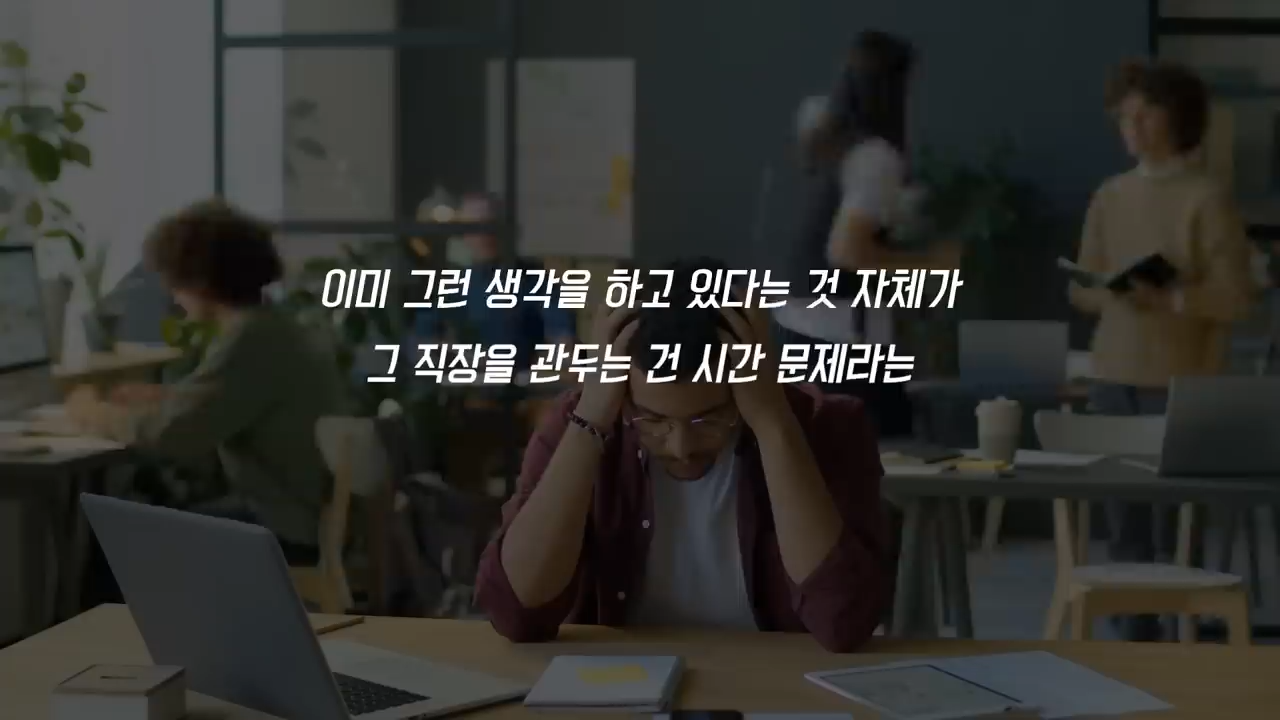 이미 그런 생각을 하고 있다는 것 자체가
그 직장을 관두는 건 시간 문제라는